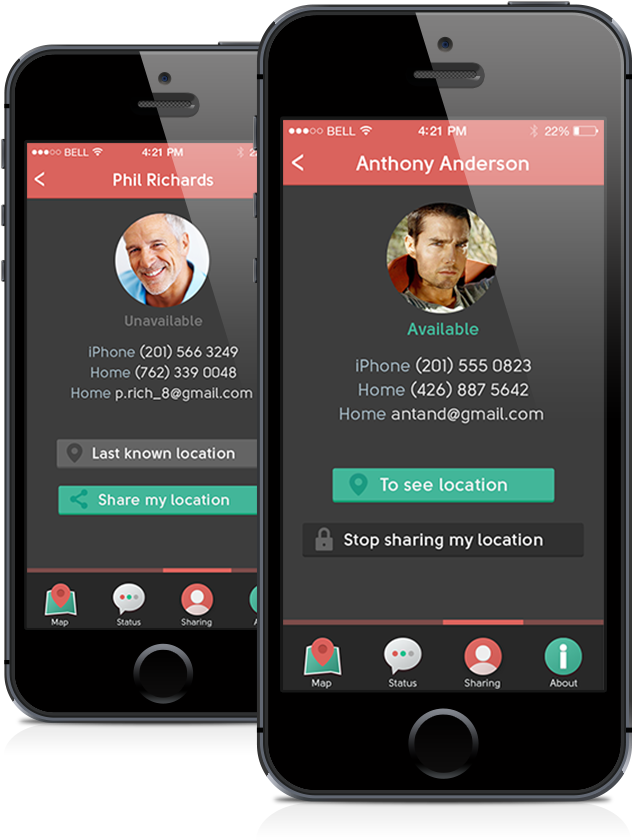 BELL 4:21 PM 2
Phil Richards
Unavailable
iPhone (201) 566 3249
Home (762) 339 0048
Home p.rich_8@gmail.com
Last known location
Share my location
Map Status Sharing A
BELL 4:21 PM 22%
Anthony Anderson
Available
iPhone (201) 555 0823
Home (426) 887 5642
Home antand@gmail.com
To see location
Stop sharing my location
Map Status Sharing About